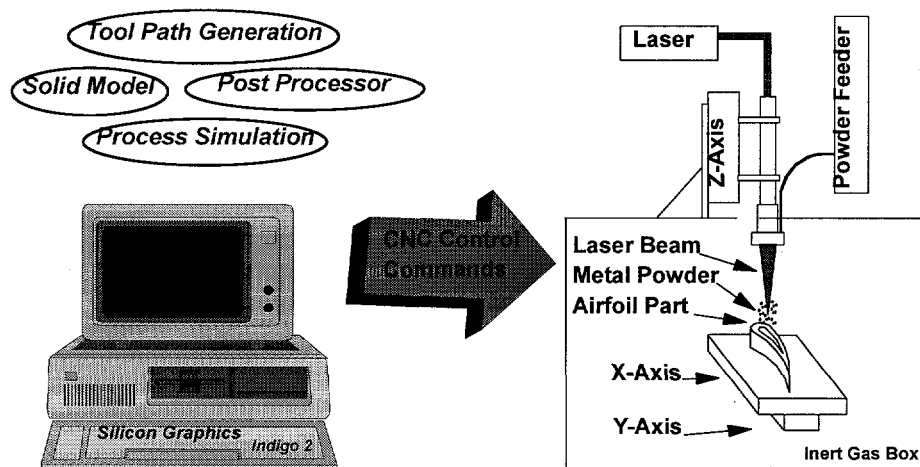 Tool Path Generation
Solid Model
Post Processor
Process Simulation
Silicon Graphics
Indigo 2
CNC Control
Commands
Laser
Z-Axis
Powder Feeder
Laser Beam
Metal Powder
Airfoil Part
X-Axis
Y-Axis
Inert Gas Box